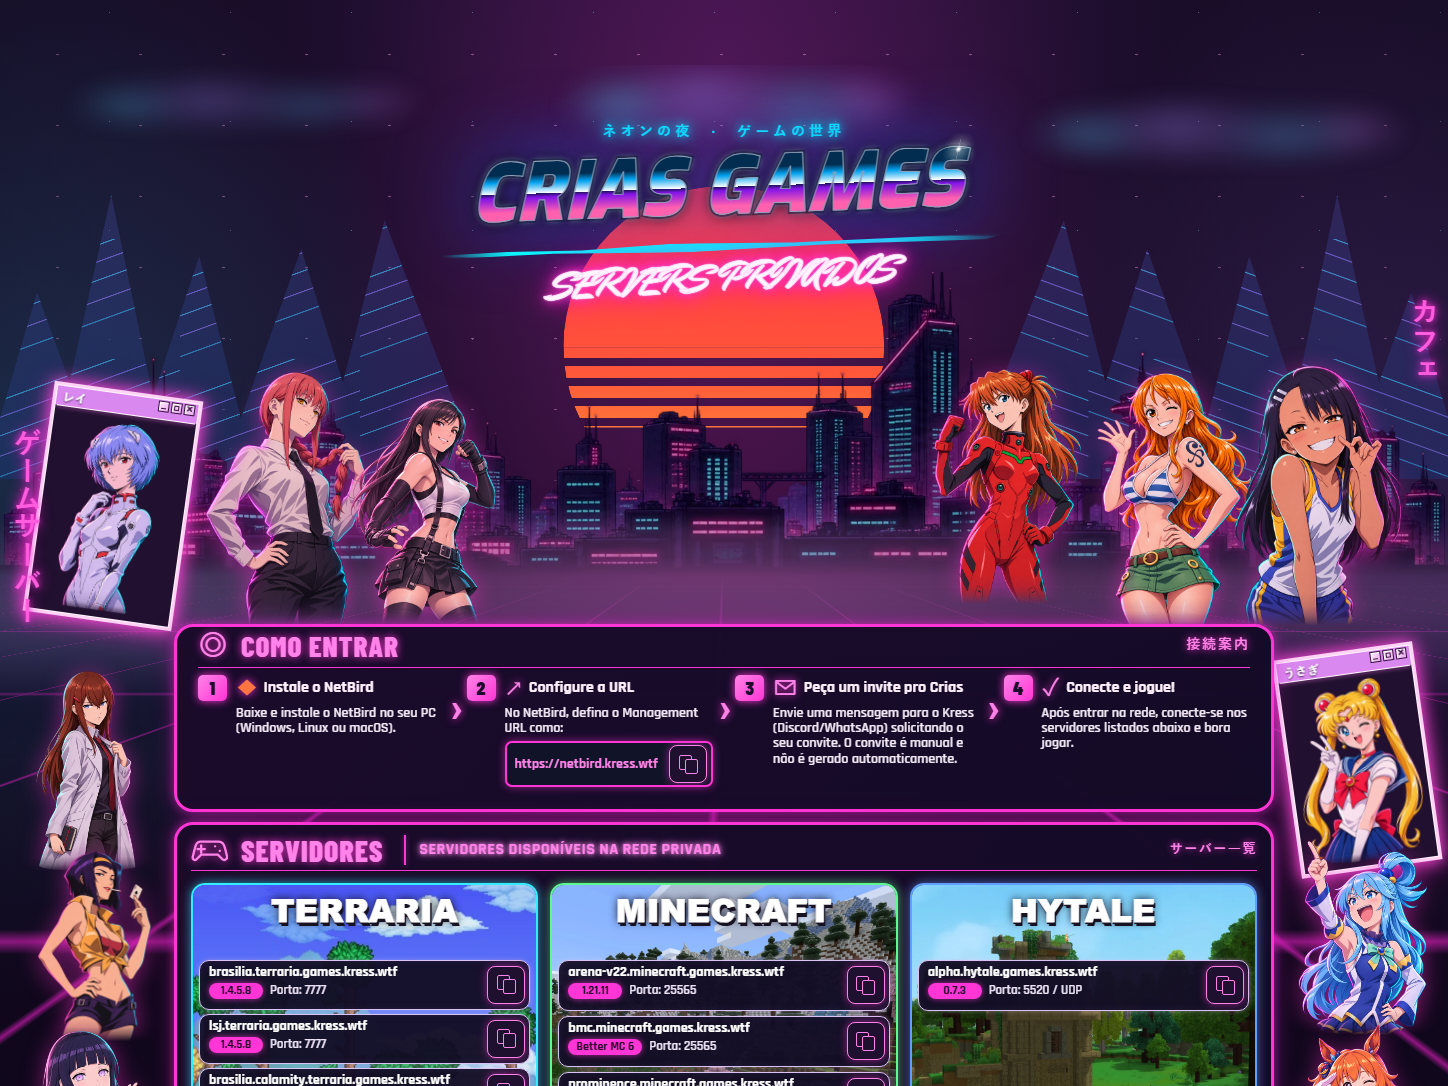 ネオンの夜 · ゲームの世界
CRIAS GAMES
SERVERS PRIVADOS
カフェ
レイ
ゲームサーバー
COMO ENTRAR
接続案内
1
Instale o NetBird
Baixe e instale o NetBird no seu PC
(Windows, Linux ou macOS).
2
Configure a URL
No NetBird, defina o Management
URL como:
https://netbird.kress.wtf
3
Peça um invite pro Crias
Envie uma mensagem para o Kress
(Discord/WhatsApp) solicitando o
seu convite. O convite é manual e
não é gerado automaticamente.
4
Conecte e jogue!
Após entrar na rede, conecte-se nos
servidores listados abaixo e bora
jogar.
うさぎ
SERVIDORES
SERVIDORES DISPONÍVEIS NA REDE PRIVADA
サーバー一覧
TERRARIA
brasilia.terraria.games.kress.wtf
1.4.5.8 Porta: 7777
lsj.terraria.games.kress.wtf
1.4.5.8 Porta: 7777
brasilia.calamity.terraria.games.kress.wtf
MINECRAFT
arena-v22.minecraft.games.kress.wtf
1.21.11 Porta: 25565
bmc.minecraft.games.kress.wtf
Better MC 6 Porta: 25565
prominence.minecraft.games.kress.wtf
HYTALE
alpha.hytale.games.kress.wtf
0.7.3 Porta: 5520 / UDP